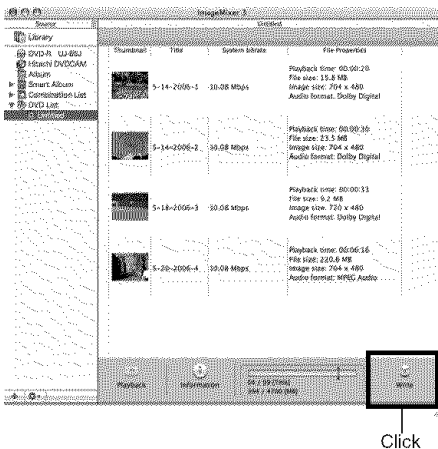 ImageMixer 3
Source
Untitled
Library
DVD-R UJ-85J
Hitachi DVDCAM
Album
Smart Album
Combination List
DVD List
Untitled
Thumbnail Title System bitrate File Properties
5-14-2006-1 10.08 Mbps
Playback time: 00:00:20
File size: 15.8 MB
Image size: 704 x 480
Audio format: Dolby Digital
5-14-2006-2 10.08 Mbps
Playback time: 00:00:30
File size: 23.5 MB
Image size: 704 x 480
Audio format: Dolby Digital
5-18-2006-3 10.08 Mbps
Playback time: 00:00:33
File size: 9.2 MB
Image size: 720 x 480
Audio format: Dolby Digital
5-20-2006-4 10.08 Mbps
Playback time: 00:06:16
File size: 220.6 MB
Image size: 704 x 480
Audio format: MPEG Audio
Playback
Information
04 / 99 (Title)
/ 4700 (MB)
Write
Click